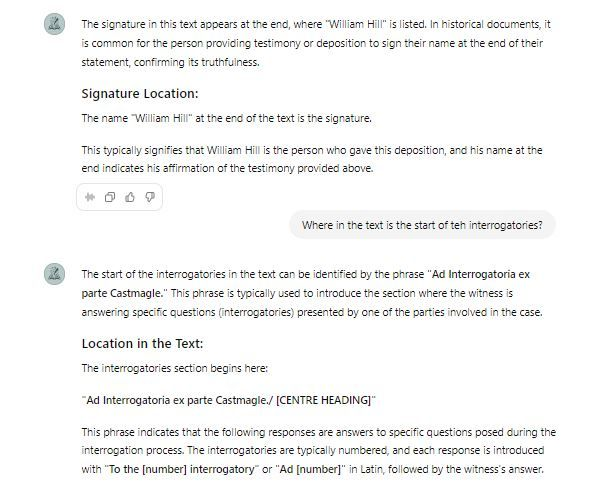 The signature in this text appears at the end, where "William Hill" is listed. In historical documents, it
is common for the person providing testimony or deposition to sign their name at the end of their
statement, confirming its truthfulness.
Signature Location:
The name "William Hill" at the end of the text is the signature.
This typically signifies that William Hill is the person who gave this deposition, and his name at the
end indicates his affirmation of the testimony provided above.
Where in the text is the start of teh interrogatories?
The start of the interrogatories in the text can be identified by the phrase "Ad Interrogatoria ex
parte Castmagle." This phrase is typically used to introduce the section where the witness is
answering specific questions (interrogatories) presented by one of the parties involved in the case.
Location in the Text:
The interrogatories section begins here:
"Ad Interrogatoria ex parte Castmagle./ [CENTRE HEADING]"
This phrase indicates that the following responses are answers to specific questions posed during the
interrogation process. The interrogatories are typically numbered, and each response is introduced
with "To the [number] interrogatory" or "Ad [number]" in Latin, followed by the witness's answer.